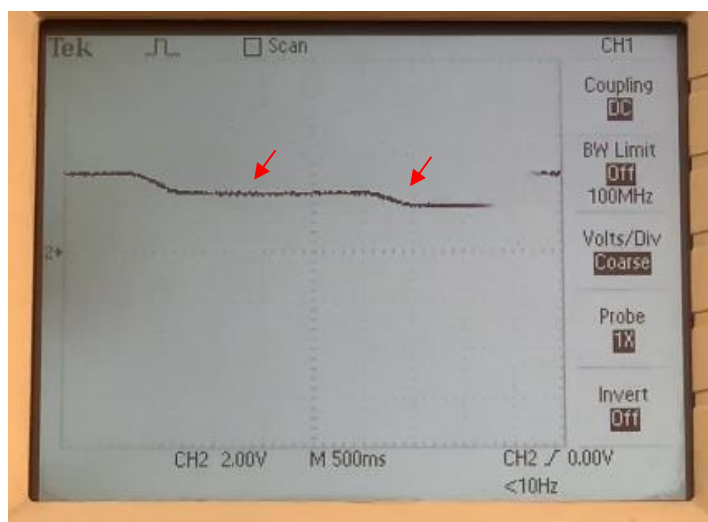 Tek
Scan
CH1
Coupling
DC
BW Limit
Off
100MHz
Volts/Div
Coarse
Probe
1X
Invert
Off
2
CH2 2.00V M 500ms CH2 / 0.00V
<10Hz